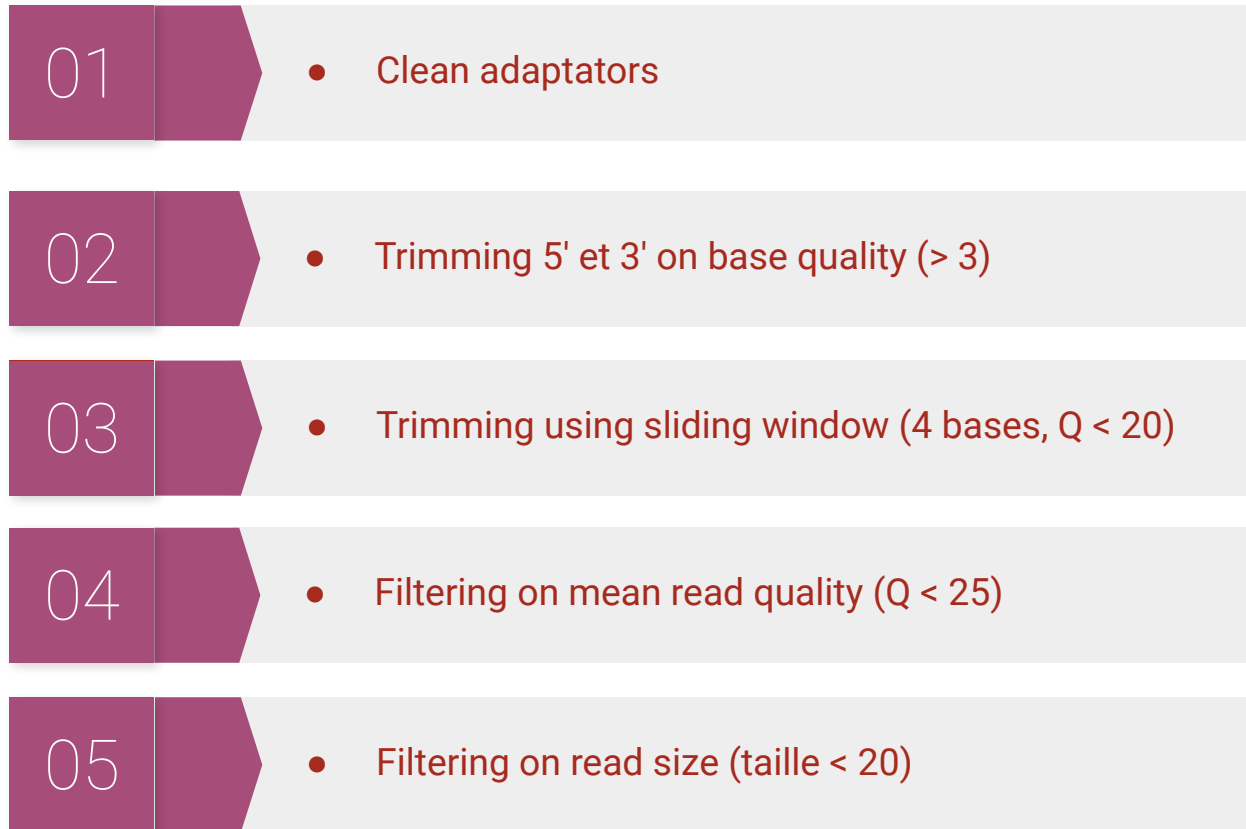 01
• Clean adaptators
02
• Trimming 5' et 3' on base quality (> 3)
03
• Trimming using sliding window (4 bases, Q < 20)
04
• Filtering on mean read quality (Q < 25)
05
• Filtering on read size (taille < 20)